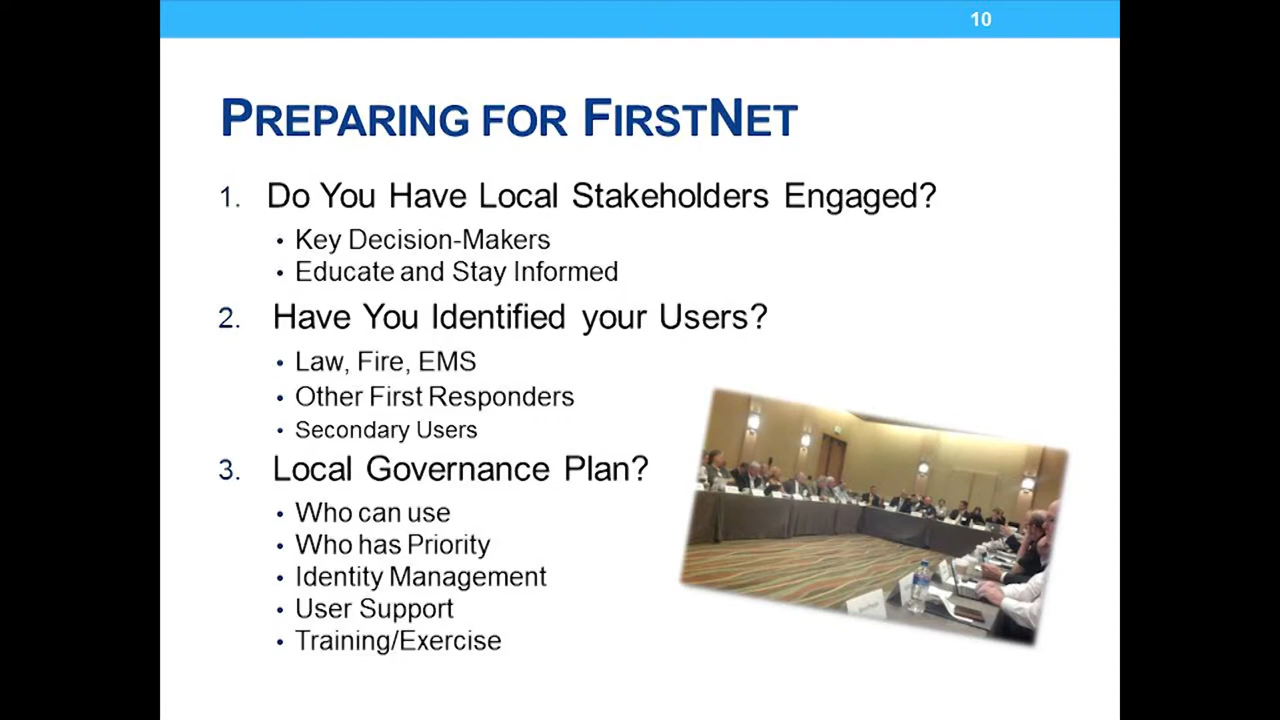 10
PREPARING FOR FIRSTNET
1. Do You Have Local Stakeholders Engaged?
• Key Decision-Makers
• Educate and Stay Informed
2. Have You Identified your Users?
• Law, Fire, EMS
• Other First Responders
• Secondary Users
3. Local Governance Plan?
• Who can use
• Who has Priority
• Identity Management
• User Support
• Training/Exercise